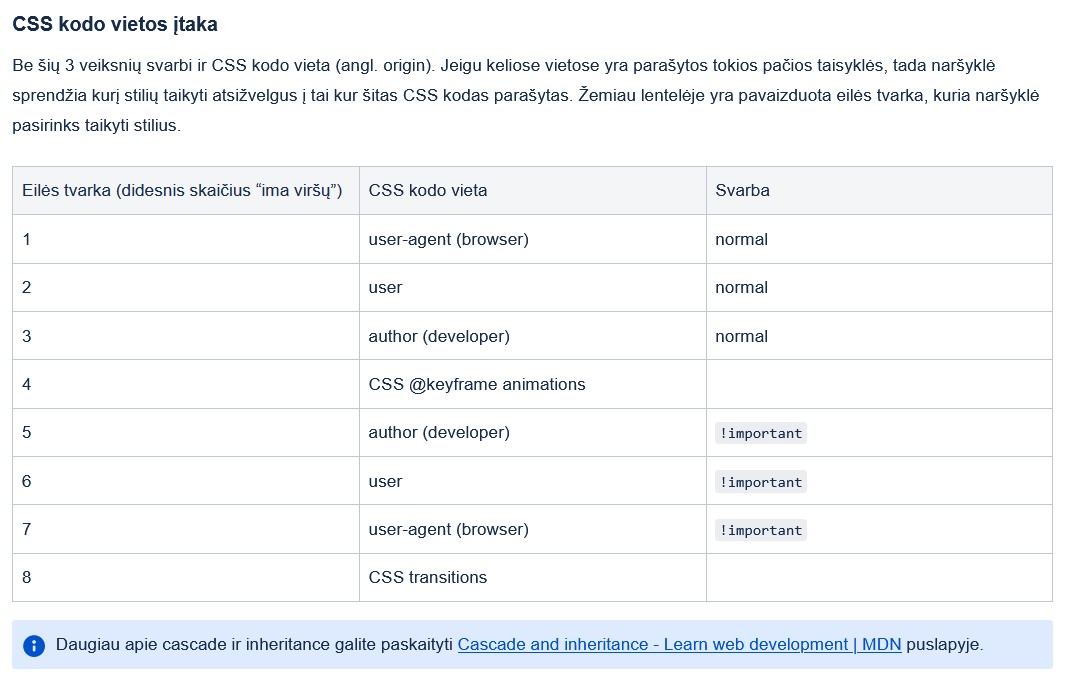 CSS kodo vietos įtaka
Be šių 3 veiksnių svarbi ir CSS kodo vieta (angl. origin). Jeigu keliose vietose yra parašytos tokios pačios taisyklės, tada naršyklė
sprendžia kurį stilių taikyti atsižvelgus į tai kur šitas CSS kodas parašytas. Žemiau lentelėje yra pavaizduota eilės tvarka, kuria naršyklė
pasirinks taikyti stilius.
Eilės tvarka (didesnis skaičius “ima viršų”) CSS kodo vieta Svarba
1 user-agent (browser) normal
2 user normal
3 author (developer) normal
4 CSS @keyframe animations
5 author (developer) !important
6 user !important
7 user-agent (browser) !important
8 CSS transitions
Daugiau apie cascade ir inheritance galite paskaityti Cascade and inheritance - Learn web development | MDN puslapyje.